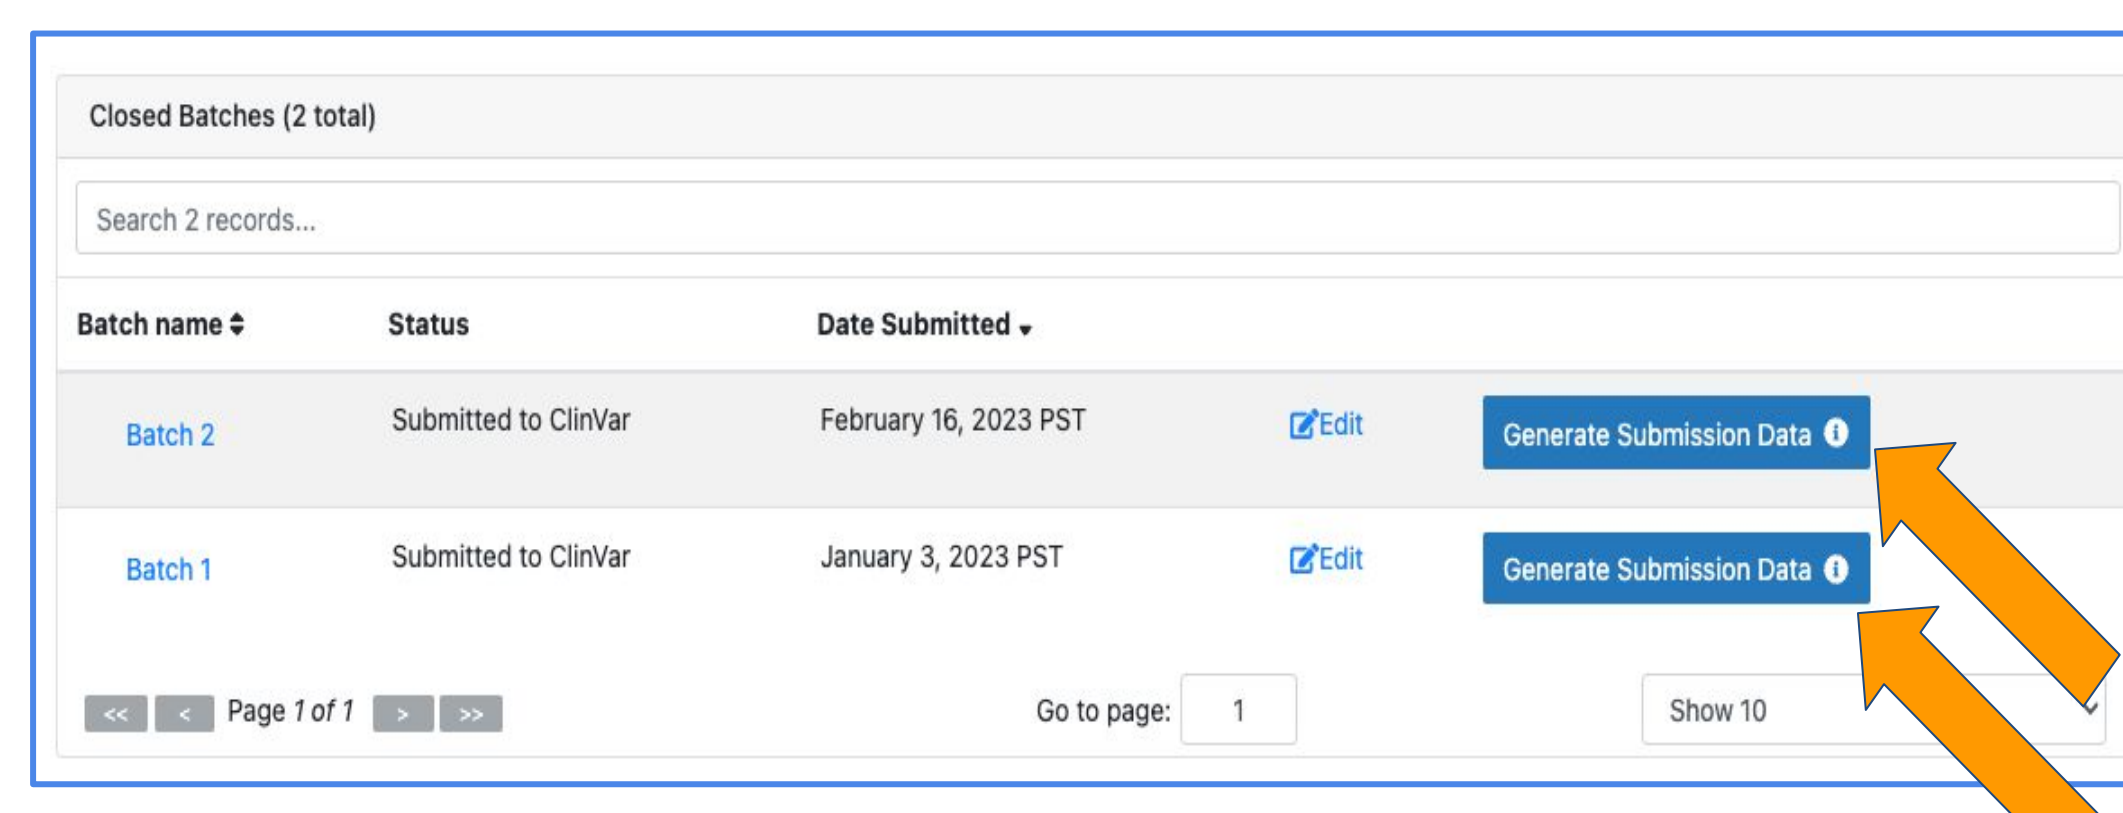 Closed Batches (2 total)
Search 2 records...
Batch name Status Date Submitted
Batch 2 Submitted to ClinVar February 16, 2023 PST Edit Generate Submission Data
Batch 1 Submitted to ClinVar January 3, 2023 PST Edit Generate Submission Data
<< < Page 1 of 1 > >> Go to page: 1 Show 10